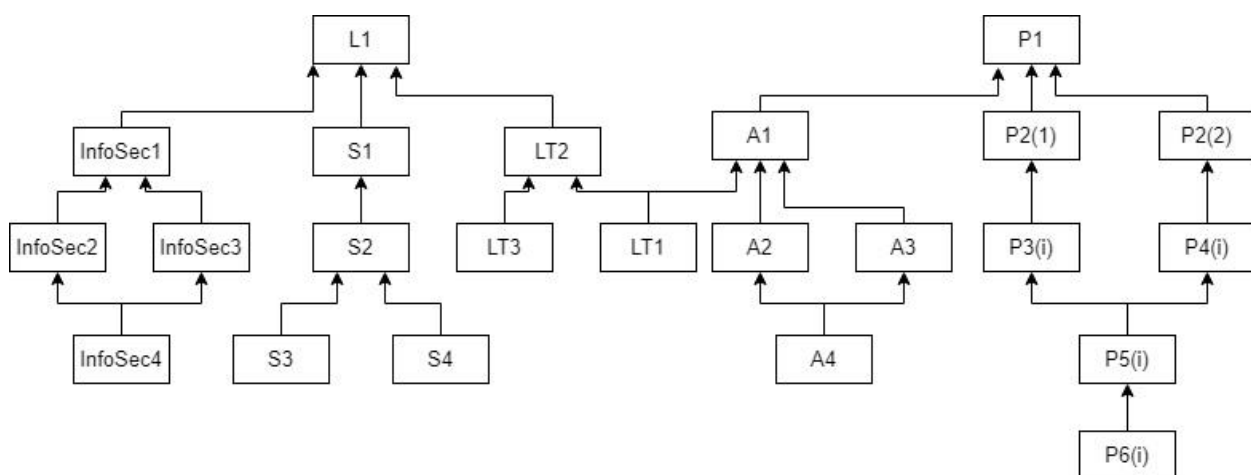 L1
P1
InfoSec1
S1
LT2
A1
P2(1)
P2(2)
InfoSec2
InfoSec3
S2
LT3
LT1
A2
A3
P3(i)
P4(i)
InfoSec4
S3
S4
A4
P5(i)
P6(i)